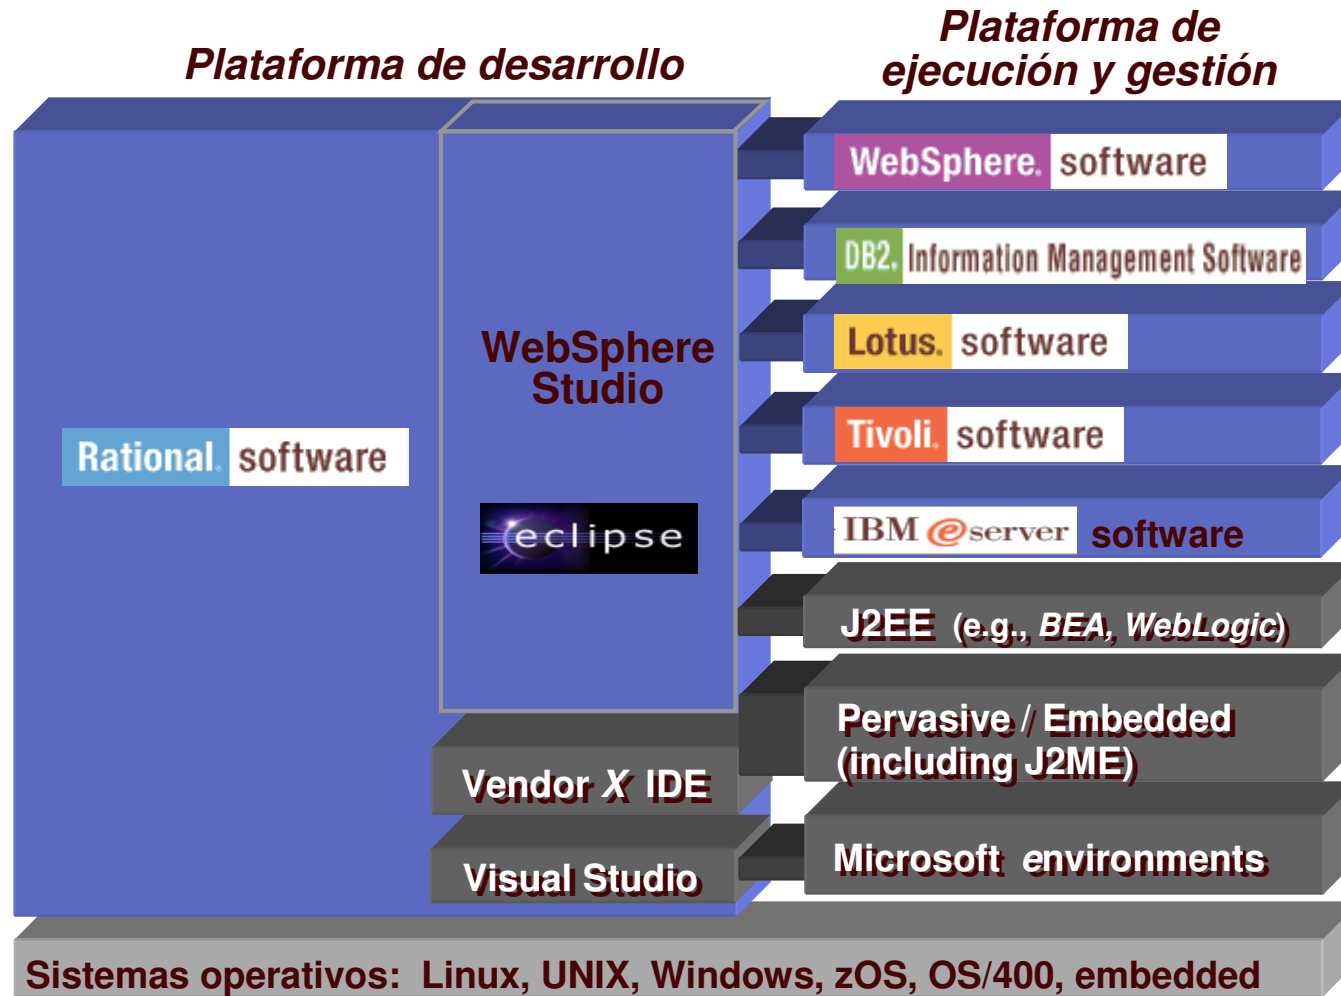 Plataforma de desarrollo
Plataforma de
ejecución y gestión
Rational. software
WebSphere
Studio
eclipse
Vendor X IDE
Visual Studio
WebSphere. software
DB2. Information Management Software
Lotus. software
Tivoli. software
IBM eserver software
J2EE (e.g., BEA, WebLogic)
Pervasive / Embedded
(including J2ME)
Microsoft environments
Sistemas operativos: Linux, UNIX, Windows, zOS, OS/400, embedded